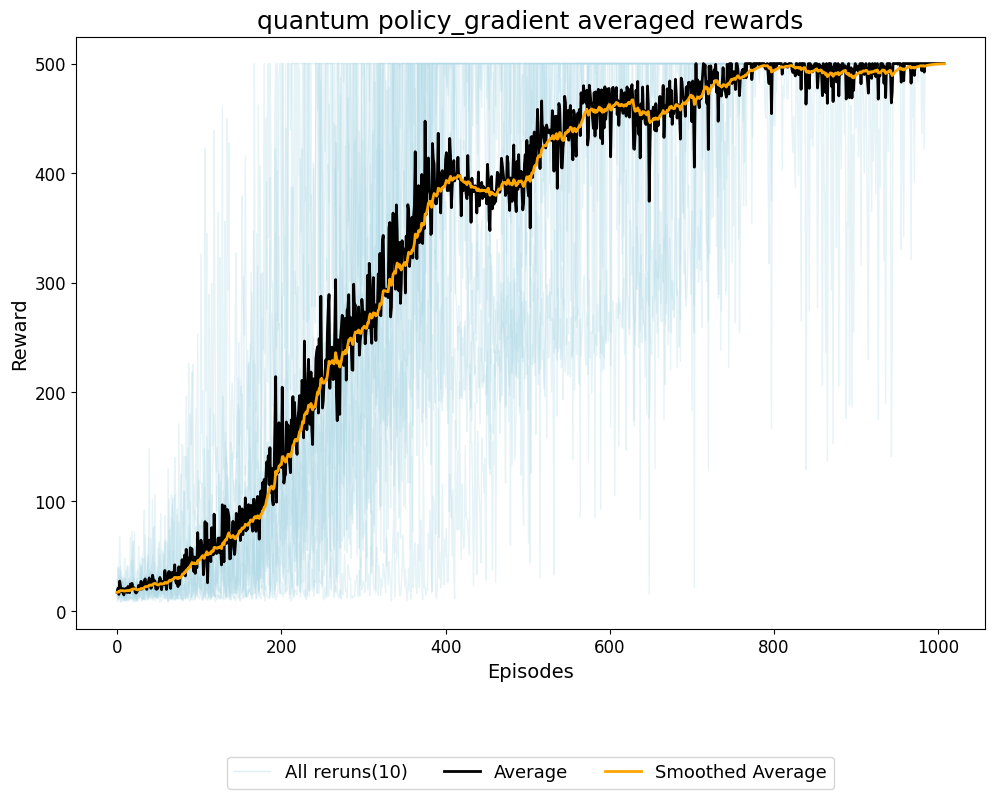 quantum policy_gradient averaged rewards
500
400
300
200
100
0
Reward
0 200 400 600 800 1000
Episodes
All reruns(10) Average Smoothed Average